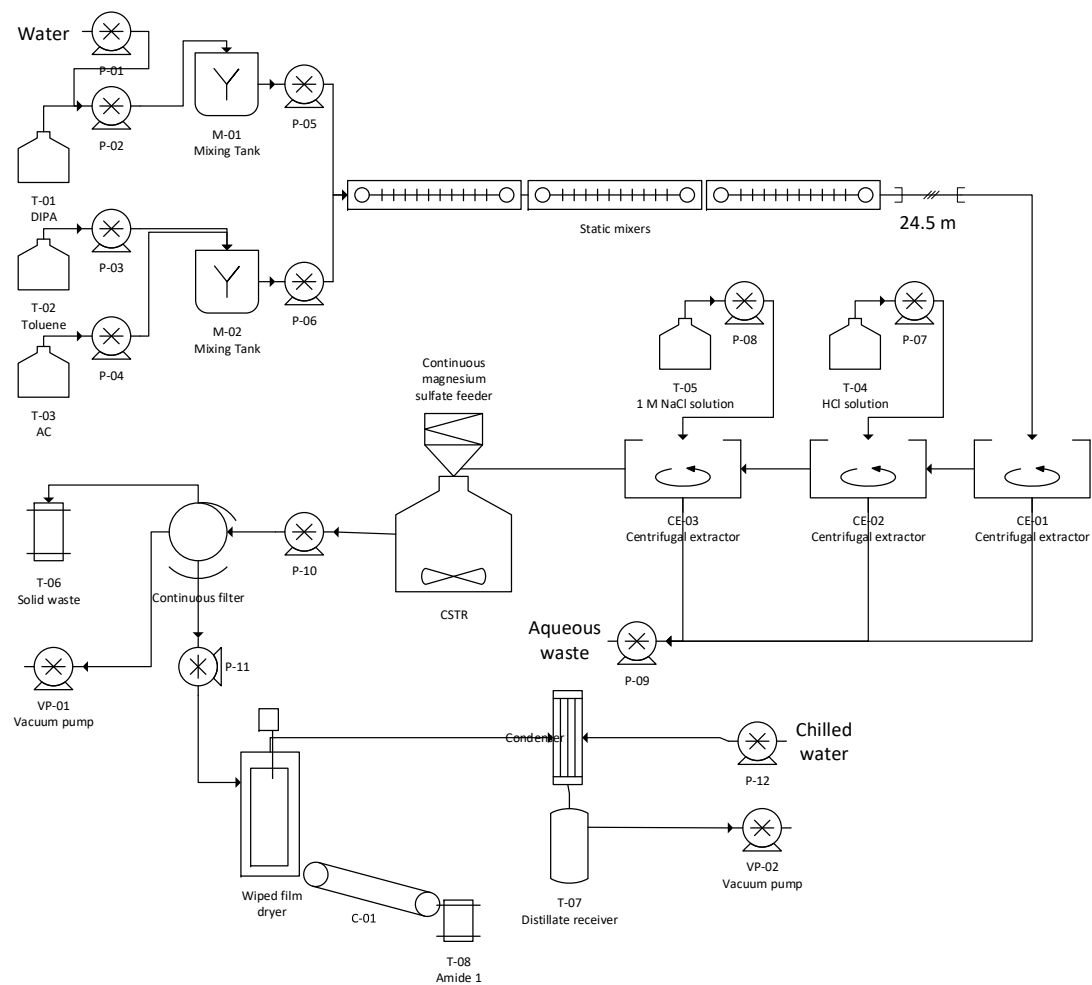 Water
P-01
P-02
M-01
Mixing Tank
P-05
T-01
DIPA
P-03
T-02
Toluene
P-04
M-02
Mixing Tank
P-06
T-03
AC
Static mixers
24.5 m
P-08
P-07
T-05
1 M NaCl solution
T-04
HCl solution
Continuous
magnesium
sulfate feeder
CE-03
Centrifugal extractor
CE-02
Centrifugal extractor
CE-01
Centrifugal extractor
T-06
Solid waste
Continuous filter
P-10
CSTR
Aqueous
waste
P-09
VP-01
Vacuum pump
P-11
Condenser
Chilled
water
P-12
VP-02
Vacuum pump
Wiped film
dryer
C-01
T-07
Distillate receiver
T-08
Amide 1